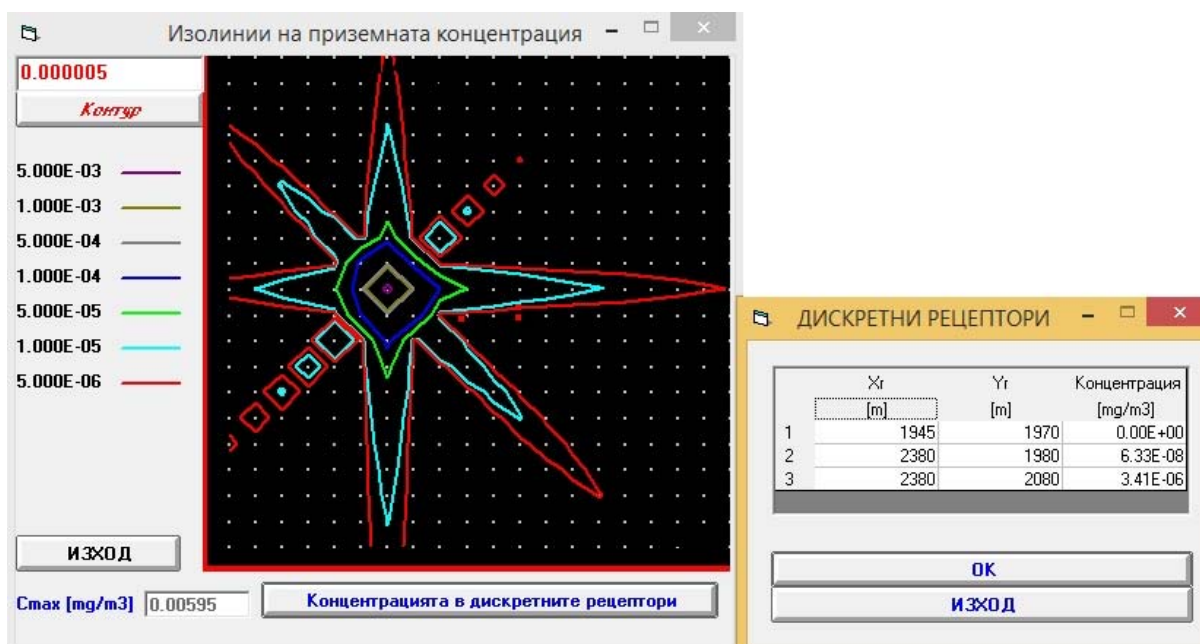 Изолинии на приземната концентрация
0.000005
Контур
5.000E-03
1.000E-03
5.000E-04
1.000E-04
5.000E-05
1.000E-05
5.000E-06
ИЗХОД
Cmax [mg/m3] 0.00595
Концентрацията в дискретните рецептори
ДИСКРЕТНИ РЕЦЕПТОРИ
Xr Yr Концентрация
[m] [m] [mg/m3]
1 1945 1970 0.00E+00
2 2380 1980 6.33E-08
3 2380 2080 3.41E-06
OK
ИЗХОД